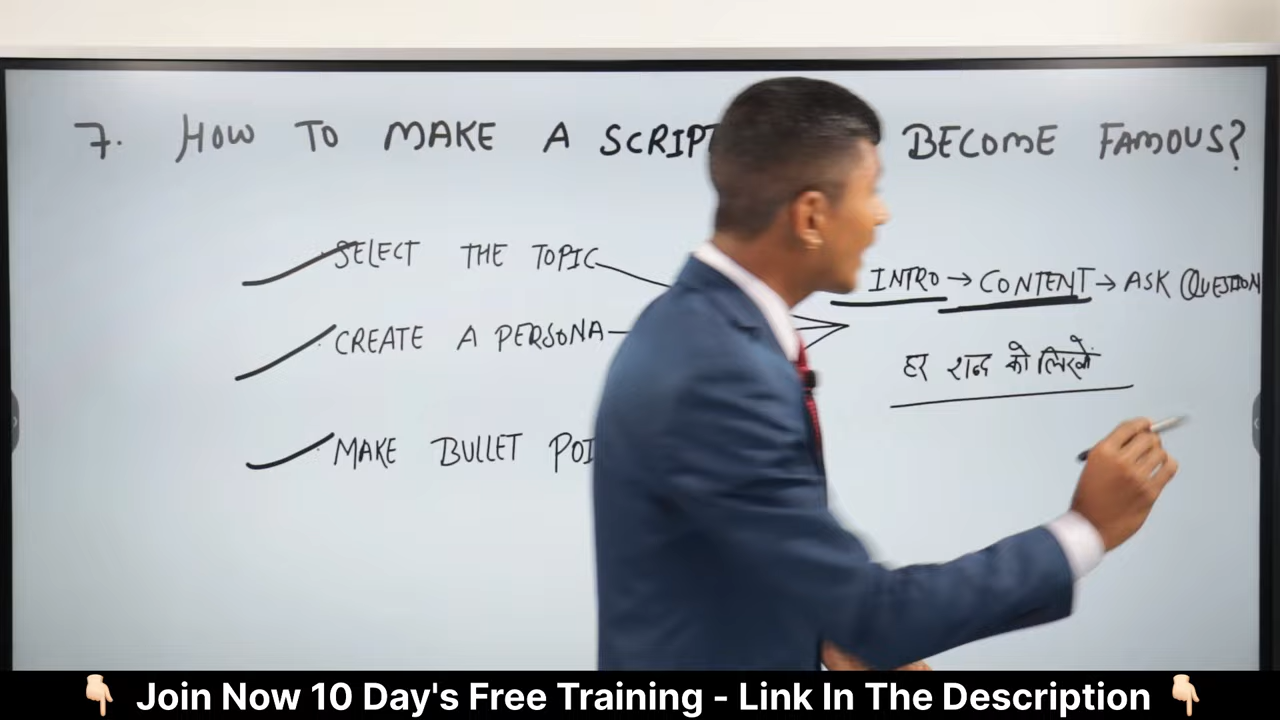 7. HOW TO MAKE A SCRIPT BECOME FAMOUS?
SELECT THE TOPIC
CREATE A PERSONA
MAKE BULLET POI
INTRO → CONTENT → ASK QUESTION
हर शब्द को लिखें
👇🏻 Join Now 10 Day's Free Training - Link In The Description 👇🏻